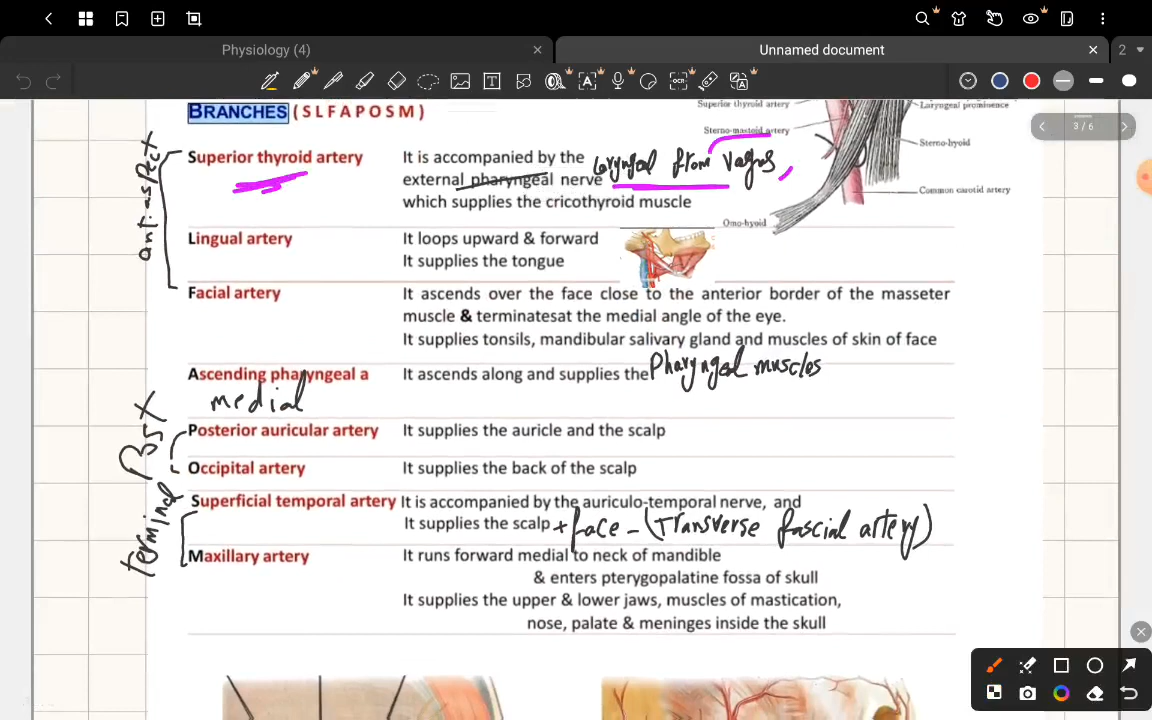 Physiology (4)
Unnamed document
2
BRANCHES (SLFAPOSM)
Superior thyroid artery
Laryngeal prominence
3 / 6
Sterno-mastoid artery
Sterno-hyoid
Superior thyroid artery
It is accompanied by the
external pharyngeal nerve
Laryngeal from vagus,
which supplies the cricothyroid muscle
Common carotid artery
Omo-hyoid
ant. aspect
Lingual artery
It loops upward & forward
It supplies the tongue
Facial artery
It ascends over the face close to the anterior border of the masseter
muscle & terminatesat the medial angle of the eye.
It supplies tonsils, mandibular salivary gland and muscles of skin of face
Ascending pharyngeal a
It ascends along and supplies the Pharyngeal muscles
medial
Post
Posterior auricular artery
It supplies the auricle and the scalp
Occipital artery
It supplies the back of the scalp
terminal
Superficial temporal artery It is accompanied by the auriculo-temporal nerve, and
It supplies the scalp + face - (Transverse fascial artery)
Maxillary artery
It runs forward medial to neck of mandible
& enters pterygopalatine fossa of skull
It supplies the upper & lower jaws, muscles of mastication,
nose, palate & meninges inside the skull